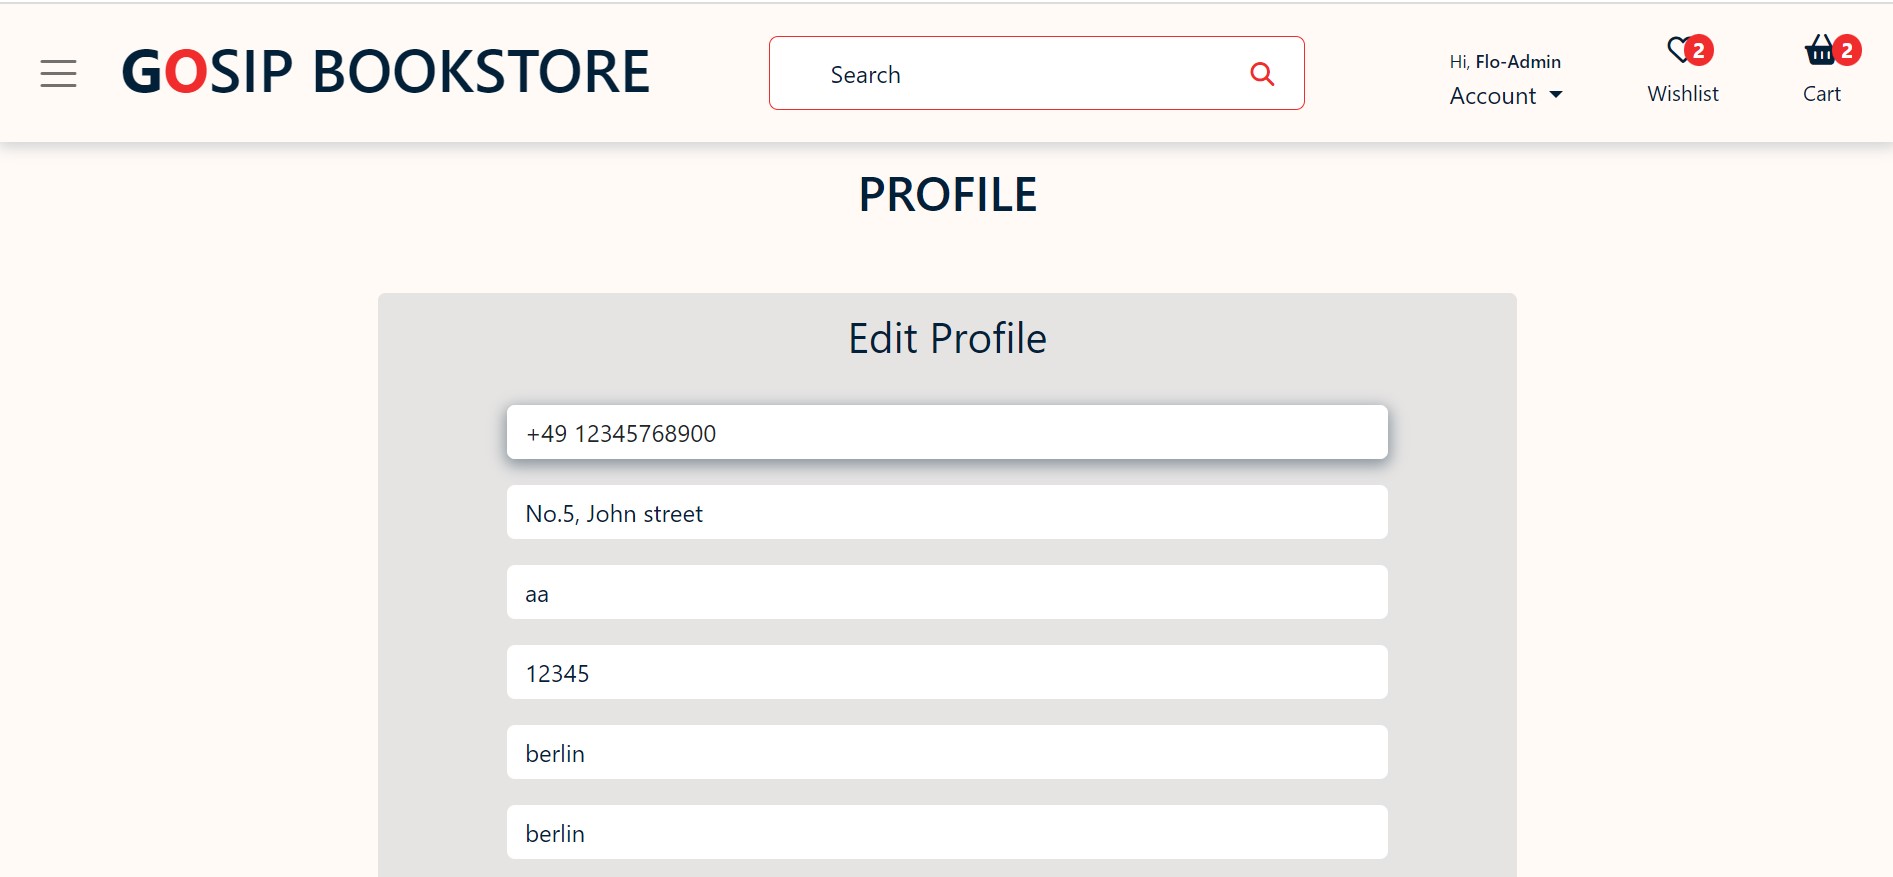 GOSIP BOOKSTORE
Search
Hi, Flo-Admin
Account
2
Wishlist
2
Cart
PROFILE
Edit Profile
+49 12345768900
No.5, John street
aa
12345
berlin
berlin